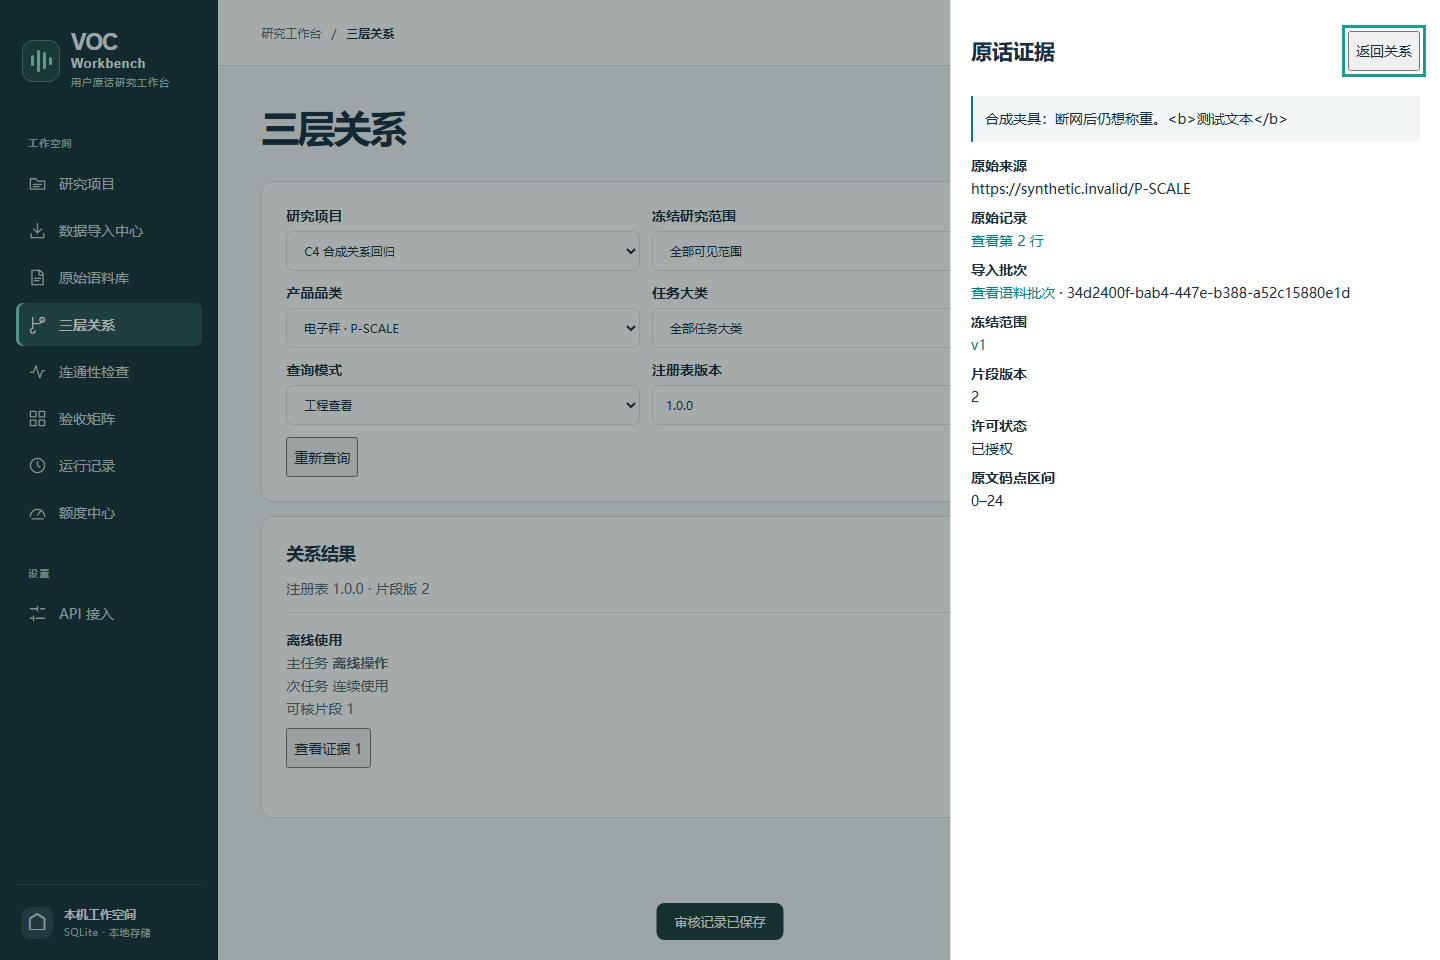 VOC
Workbench
用户原话研究工作台
工作空间
研究项目
数据导入中心
原始语料库
三层关系
连通性检查
验收矩阵
运行记录
额度中心
设置
API 接入
本机工作空间
SQLite · 本地存储
研究工作台 / 三层关系
三层关系
研究项目
C4 合成关系回归
冻结研究范围
全部可见范围
产品品类
电子秤 · P-SCALE
任务大类
全部任务大类
查询模式
工程查看
注册表版本
1.0.0
重新查询
关系结果
注册表 1.0.0 · 片段版 2
离线使用
主任务 离线操作
次任务 连续使用
可核片段 1
查看证据 1
审核记录已保存
原话证据
返回关系
合成夹具：断网后仍想称重。<b>测试文本</b>
原始来源
https://synthetic.invalid/P-SCALE
原始记录
查看第 2 行
导入批次
查看语料批次 · 34d2400f-bab4-447e-b388-a52c15880e1d
冻结范围
v1
片段版本
2
许可状态
已授权
原文码点区间
0–24